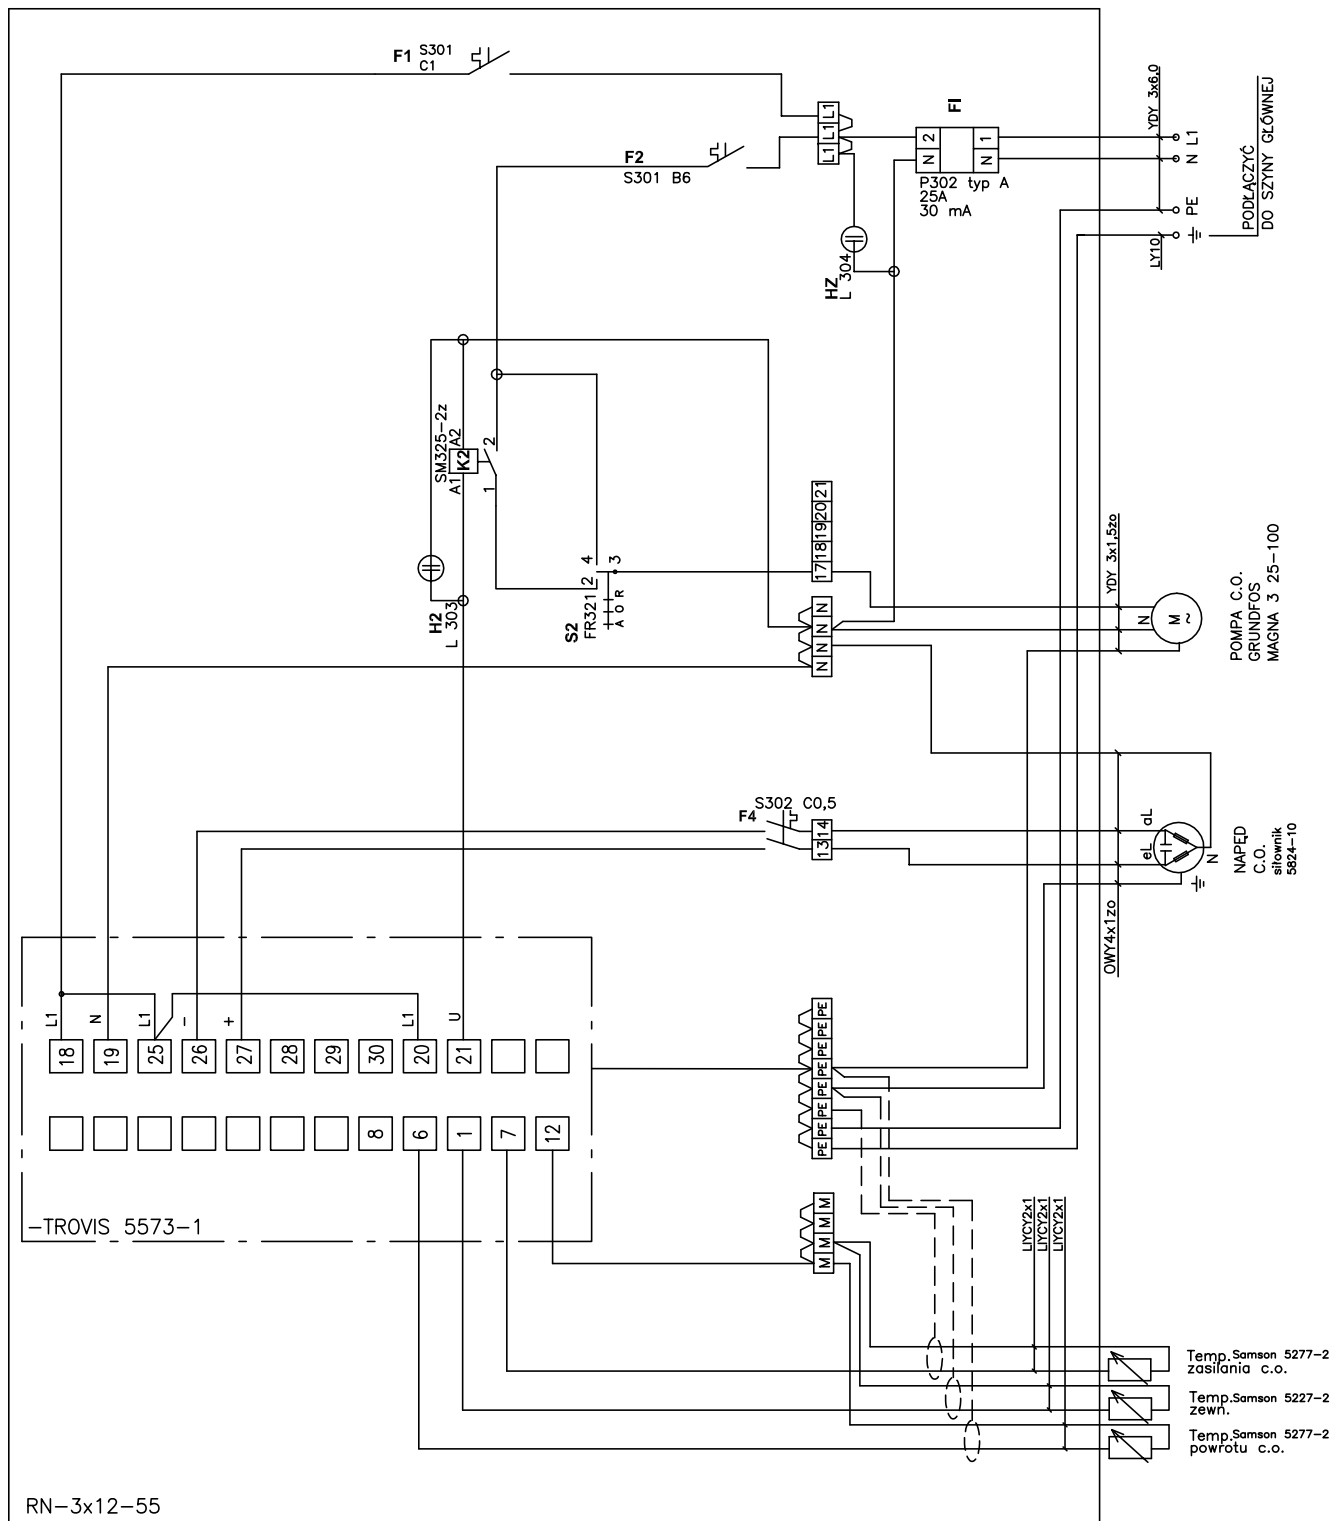 F1 S301
C1
F2
S301 B6
L1
L1
L1
FI
2
1
N
N
P302 typ A
25A
30 mA
YDY 3x6,0
L1
N
PE
LY10
PODŁĄCZYĆ
DO SZYNY GŁÓWNEJ
HZ
L 304
SM325-2z
A1
K2
A2
1
2
H2
L 303
S2
FR321
A O R
2
4
3
17
18
19
20
21
N
N
N
N
YDY 3x1,5żo
N
M
~
POMPA C.O.
GRUNDFOS
MAGNA 3 25-100
F4
S302 C0,5
13
14
OWY4x1żo
eL
aL
N
NAPĘD
C.O.
siłownik
5824-10
L1
N
L1
-
+
L1
U
18
19
25
26
27
28
29
30
20
21
8
6
1
7
12
-TROVIS 5573-1
PE
PE
PE
PE
PE
PE
PE
PE
M
M
M
M
LIYCY2x1
LIYCY2x1
LIYCY2x1
Temp. Samson 5277-2
zasilania c.o.
Temp. Samson 5227-2
zewn.
Temp. Samson 5277-2
powrotu c.o.
RN-3x12-55